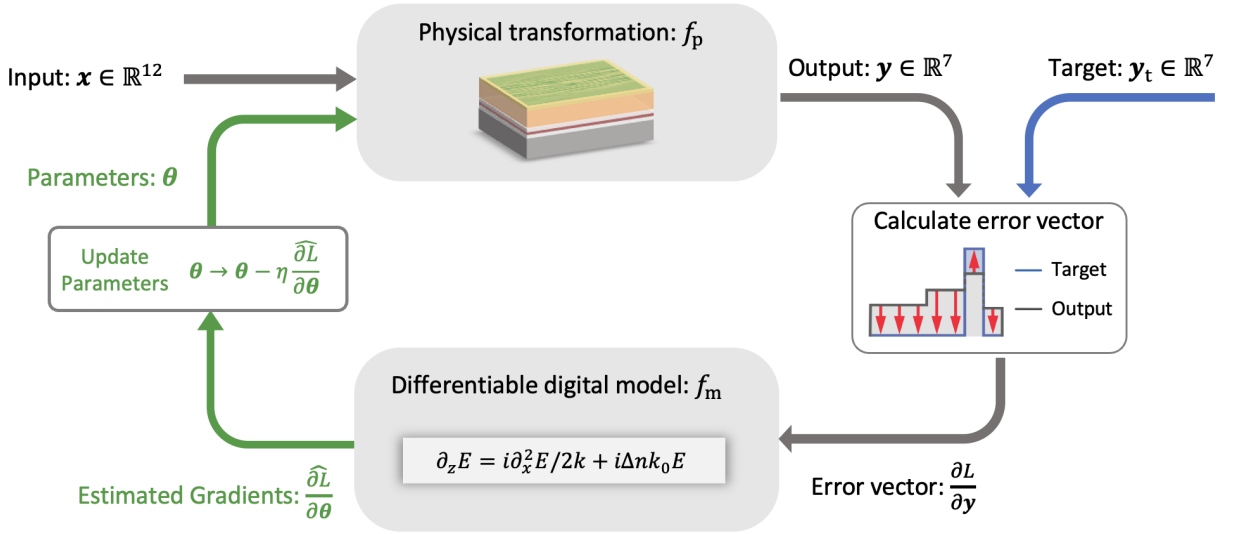 Physical transformation: fₚ
Input: 𝒙 ∈ ℝ¹²
Output: 𝒚 ∈ ℝ⁷
Target: 𝒚ₜ ∈ ℝ⁷
Parameters: 𝜽
Calculate error vector
Target
Output
Update
Parameters
𝜽 → 𝜽 − η ∂L̂/∂𝜽
Differentiable digital model: fₘ
∂_z E = i∂ₓ²E/2k + iΔnk₀E
Estimated Gradients: ∂L̂/∂𝜽
Error vector: ∂L/∂𝒚